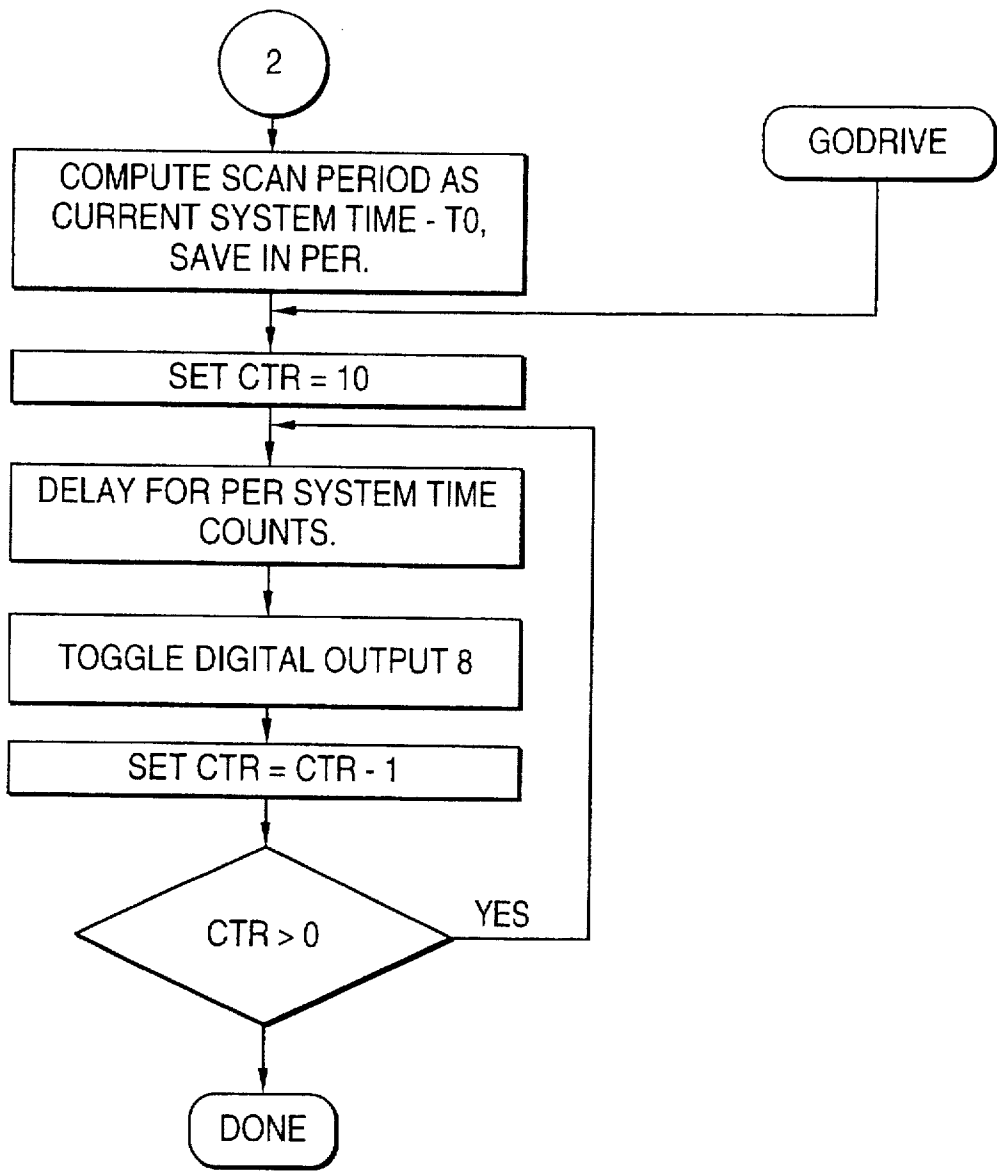 2
GODRIVE
COMPUTE SCAN PERIOD AS
CURRENT SYSTEM TIME - T0,
SAVE IN PER.
SET CTR = 10
DELAY FOR PER SYSTEM TIME
COUNTS.
TOGGLE DIGITAL OUTPUT 8
SET CTR = CTR - 1
CTR > 0
YES
DONE